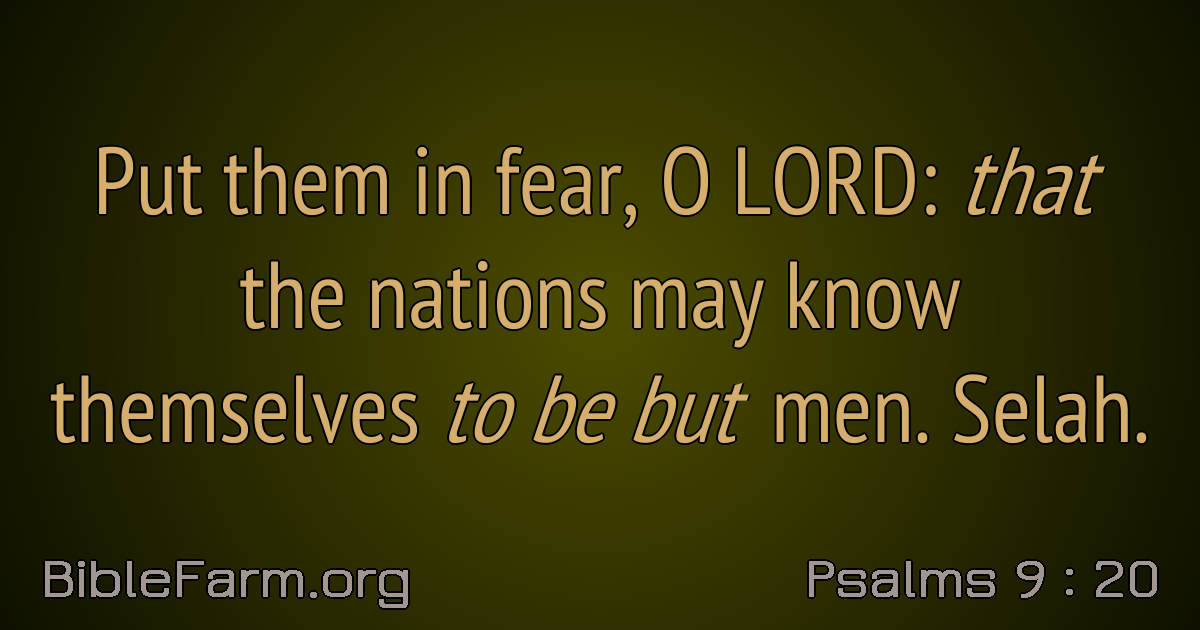 Put them in fear, O LORD: that
the nations may know
themselves to be but men. Selah.
BibleFarm.org
Psalms 9 : 20